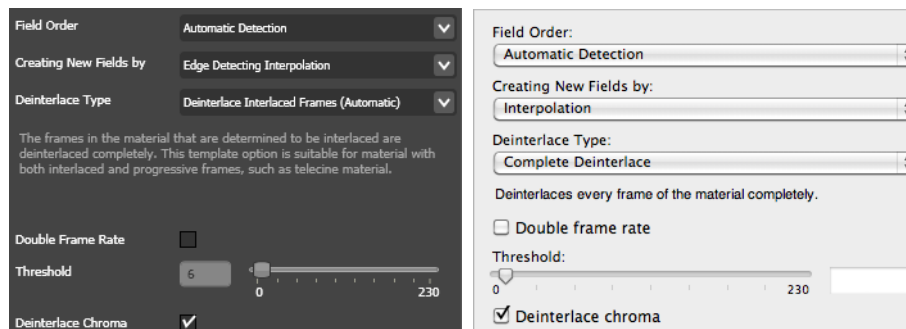 Field Order
Automatic Detection
Creating New Fields by
Edge Detecting Interpolation
Deinterlace Type
Deinterlace Interlaced Frames (Automatic)
The frames in the material that are determined to be interlaced are
deinterlaced completely. This template option is suitable for material with
both interlaced and progressive frames, such as telecine material.
Double Frame Rate
Threshold
6
0
230
Deinterlace Chroma
Field Order:
Automatic Detection
Creating New Fields by:
Interpolation
Deinterlace Type:
Complete Deinterlace
Deinterlaces every frame of the material completely.
Double frame rate
Threshold:
0
230
Deinterlace chroma